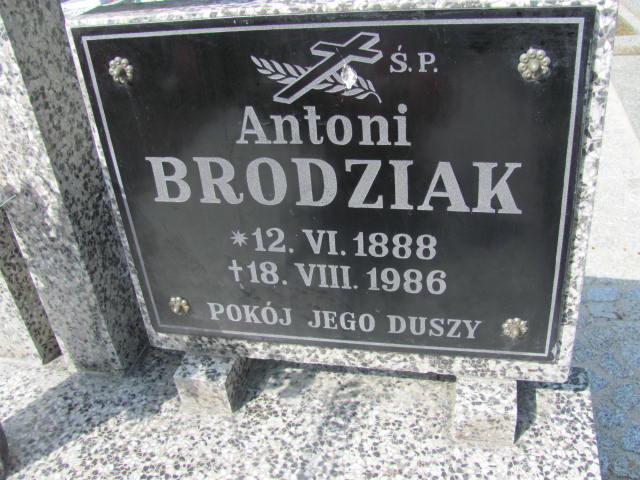 Ś.P.
Antoni
BRODZIAK
*12. VI. 1888
†18. VIII. 1986
POKÓJ JEGO DUSZY